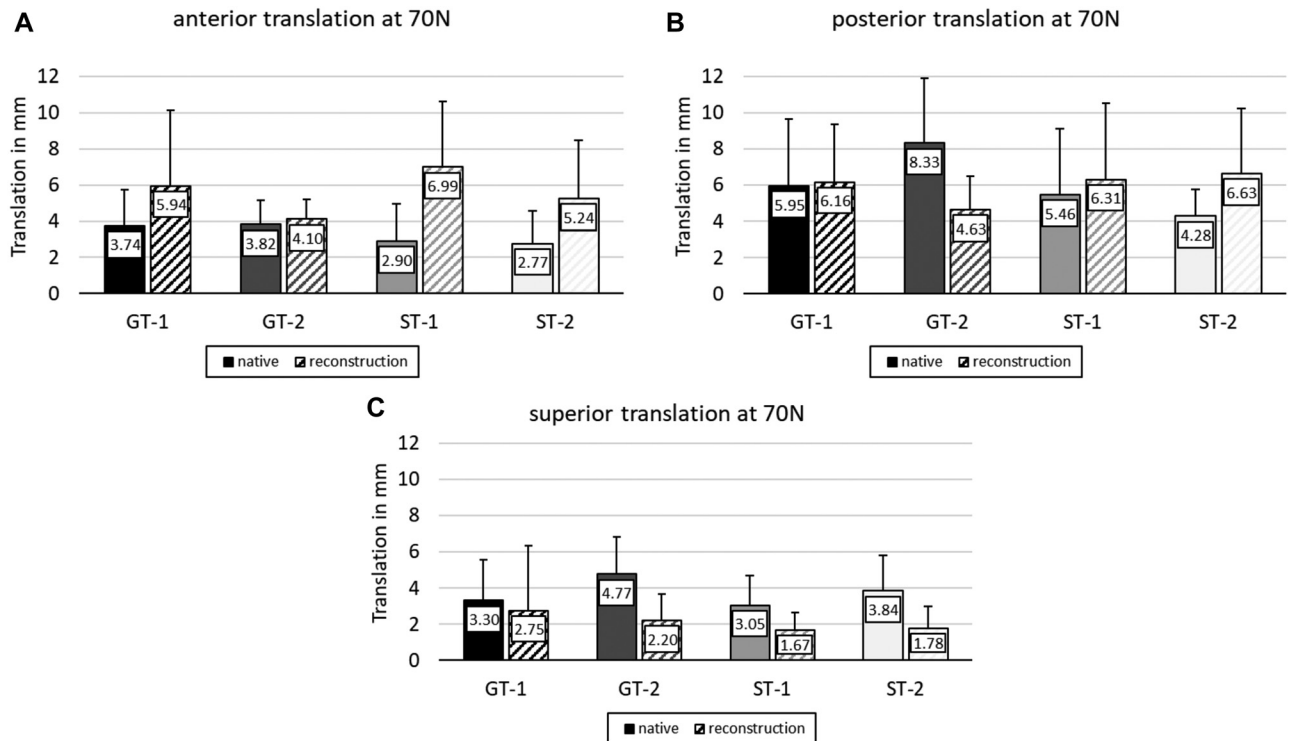 A
anterior translation at 70N
Translation in mm
12
10
8
6
4
2
0
3.74
5.94
3.82
4.10
2.90
6.99
2.77
5.24
GT-1
GT-2
ST-1
ST-2
native
reconstruction
B
posterior translation at 70N
Translation in mm
12
10
8
6
4
2
0
5.95
6.16
8.33
4.63
5.46
6.31
4.28
6.63
GT-1
GT-2
ST-1
ST-2
native
reconstruction
C
superior translation at 70N
Translation in mm
12
10
8
6
4
2
0
3.30
2.75
4.77
2.20
3.05
1.67
3.84
1.78
GT-1
GT-2
ST-1
ST-2
native
reconstruction